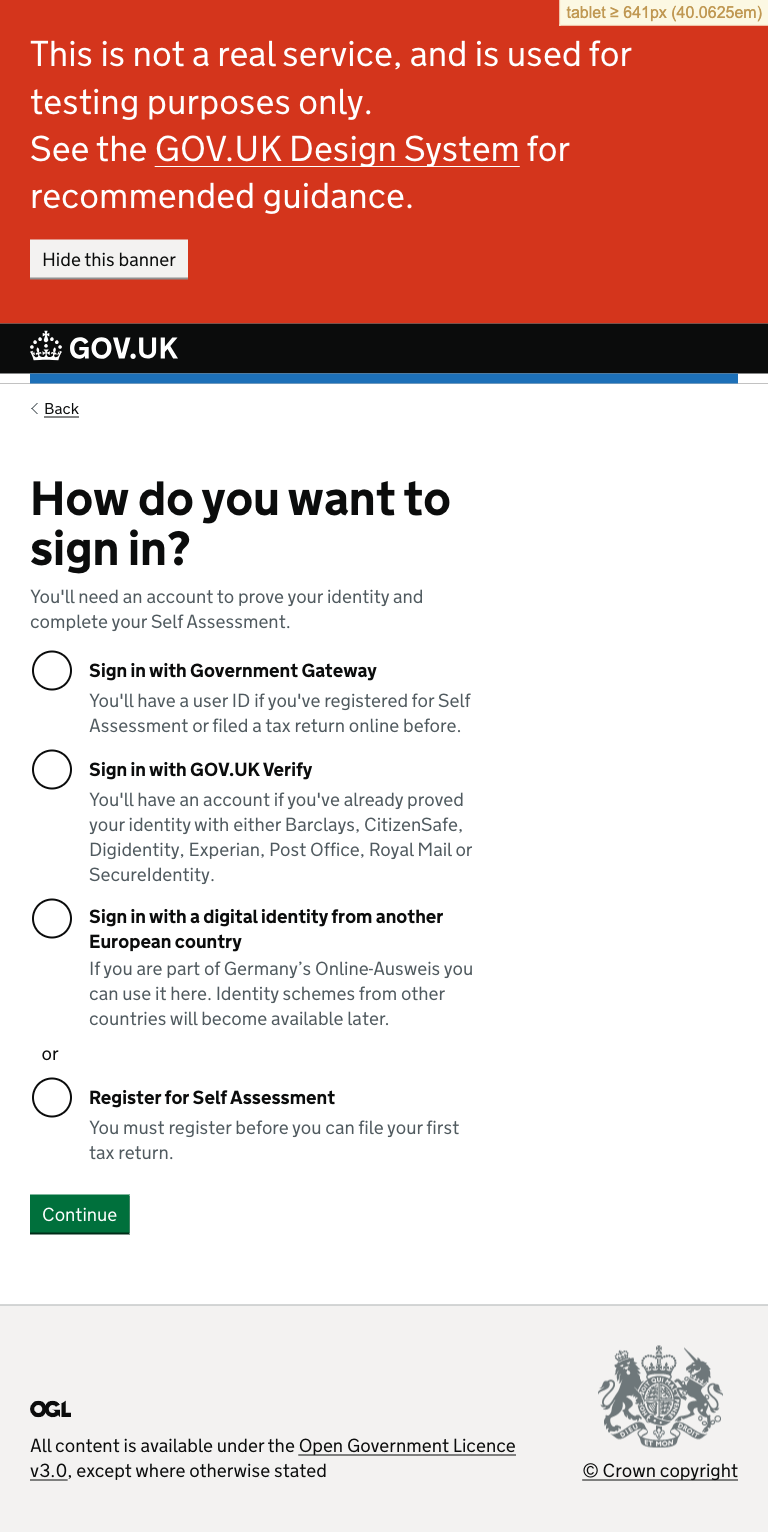 tablet ≥ 641px (40.0625em)
This is not a real service, and is used for
testing purposes only.
See the GOV.UK Design System for
recommended guidance.
Hide this banner
GOV.UK
Back
How do you want to
sign in?
You'll need an account to prove your identity and
complete your Self Assessment.
Sign in with Government Gateway
You'll have a user ID if you've registered for Self
Assessment or filed a tax return online before.
Sign in with GOV.UK Verify
You'll have an account if you've already proved
your identity with either Barclays, CitizenSafe,
Digidentity, Experian, Post Office, Royal Mail or
SecureIdentity.
Sign in with a digital identity from another
European country
If you are part of Germany’s Online-Ausweis you
can use it here. Identity schemes from other
countries will become available later.
or
Register for Self Assessment
You must register before you can file your first
tax return.
Continue
OGL
All content is available under the Open Government Licence
v3.0, except where otherwise stated
DIEU ET MON DROIT
© Crown copyright